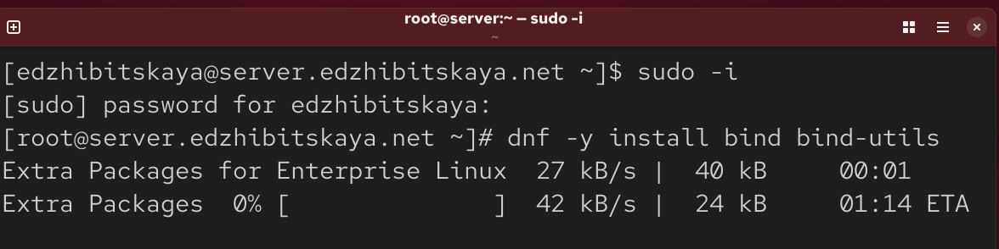 root@server:~ — sudo -i
~
[edzhibitskaya@server.edzhibitskaya.net ~]$ sudo -i
[sudo] password for edzhibitskaya:
[root@server.edzhibitskaya.net ~]# dnf -y install bind bind-utils
Extra Packages for Enterprise Linux  27 kB/s |  40 kB     00:01
Extra Packages  0% [              ]  42 kB/s |  24 kB     01:14 ETA